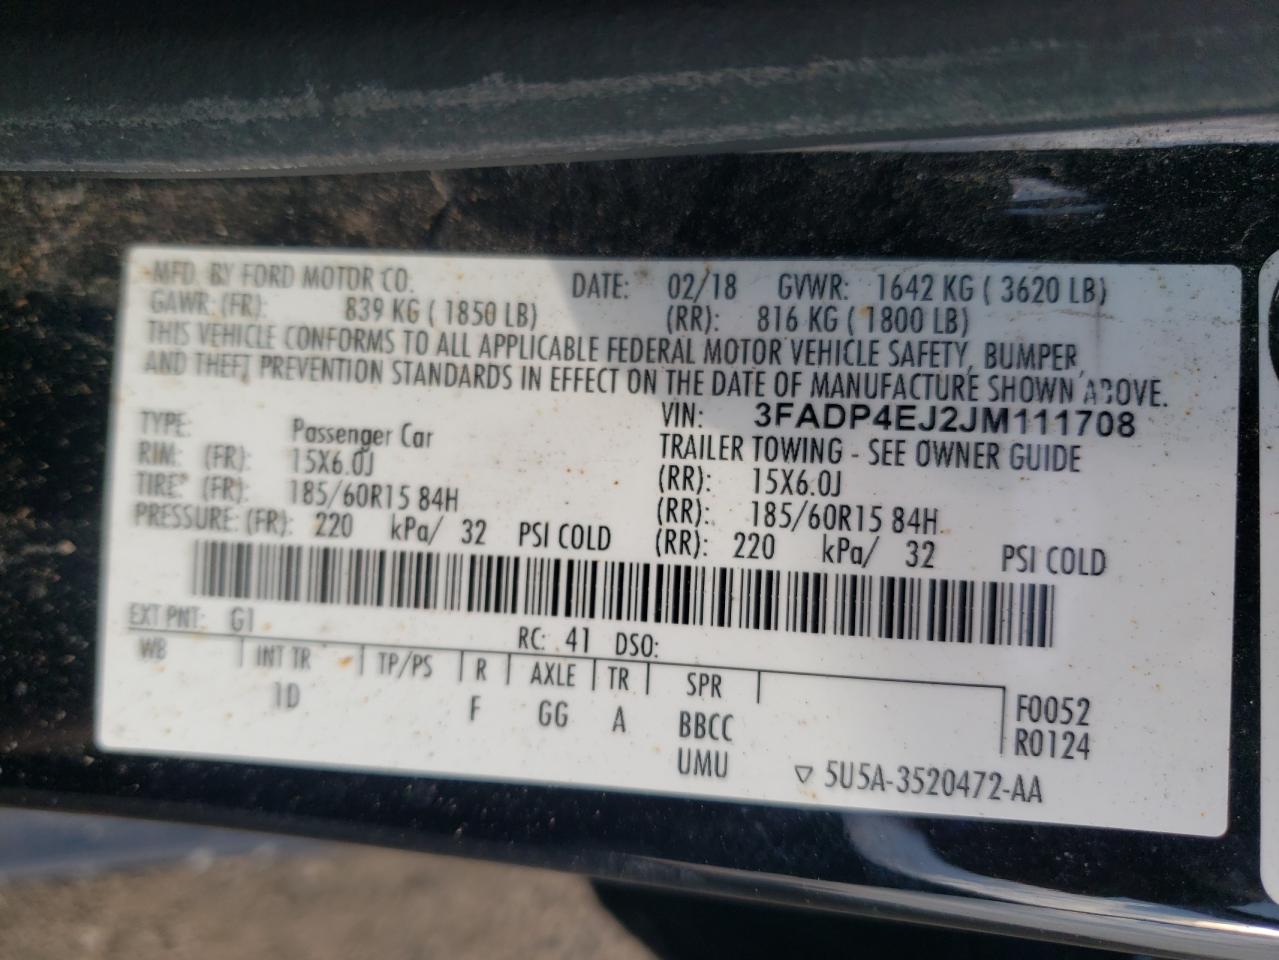 MFD. BY FORD MOTOR CO. DATE: 02/18 GVWR: 1642 KG ( 3620 LB)
GAWR: (FR): 839 KG ( 1850 LB) (RR): 816 KG ( 1800 LB)
THIS VEHICLE CONFORMS TO ALL APPLICABLE FEDERAL MOTOR VEHICLE SAFETY, BUMPER,
AND THEFT PREVENTION STANDARDS IN EFFECT ON THE DATE OF MANUFACTURE SHOWN ABOVE.
VIN: 3FADP4EJ2JM111708
TYPE: Passenger Car TRAILER TOWING - SEE OWNER GUIDE
RIM: (FR): 15X6.0J (RR): 15X6.0J
TIRE: (FR): 185/60R15 84H (RR): 185/60R15 84H
PRESSURE: (FR): 220 kPa/ 32 PSI COLD (RR): 220 kPa/ 32 PSI COLD
EXT PNT: G1 RC: 41 DSO:
WB INT TR TP/PS R AXLE TR SPR
1D F GG A BBCC F0052
UMU R0124
▽ 5U5A-3520472-AA